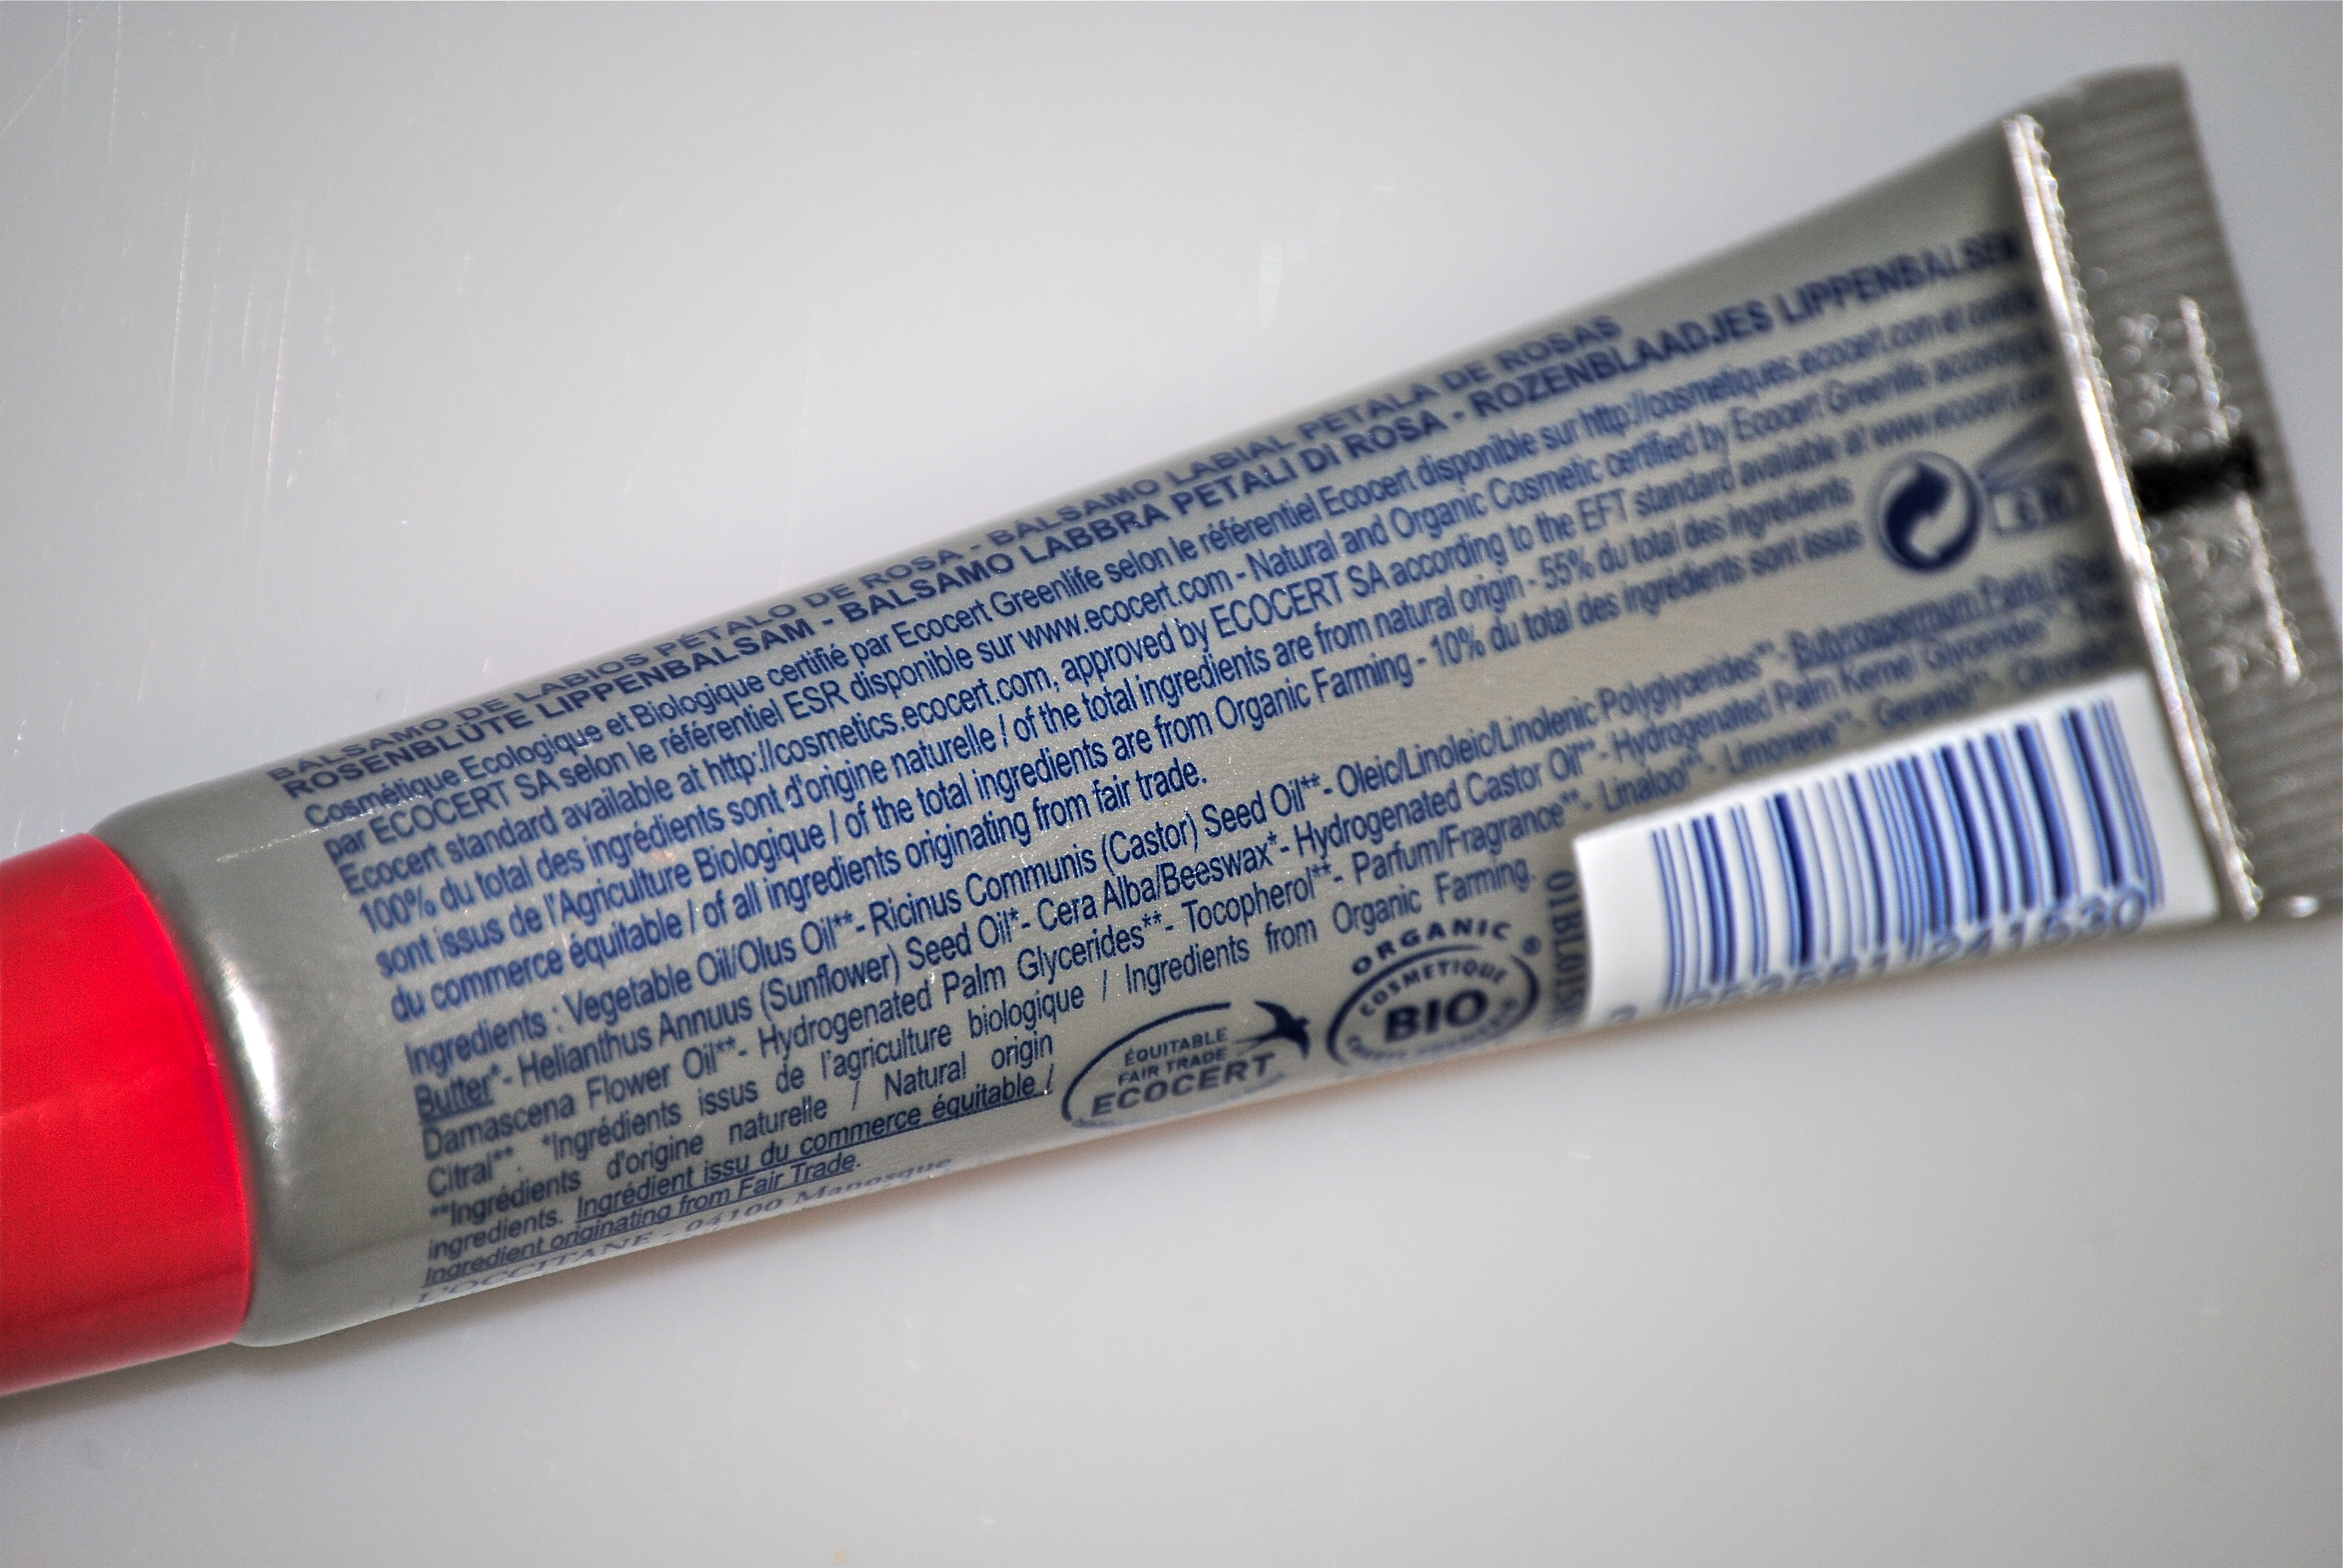 BALSAMO DE LABIOS PÉTALO DE ROSA - BÁLSAMO LABIAL PÉTALA DE ROSAS
ROSENBLÜTE LIPPENBALSAM - BALSAMO LABBRA PETALI DI ROSA - ROZENBLAADJES LIPPENBALSEM
Cosmétique Ecologique et Biologique certifié par Ecocert Greenlife selon le référentiel Ecocert disponible sur http://cosmetiques.ecocert.com et
par ECOCERT SA selon le référentiel ESR disponible sur www.ecocert.com - Natural and Organic Cosmetic certified by Ecocert Greenlife according
Ecocert standard available at http://cosmetics.ecocert.com, approved by ECOCERT SA according to the EFT standard available at www.ecocert.com
100% du total des ingrédients sont d'origine naturelle / of the total ingredients are from natural origin - 55% du total des ingrédients
sont issus de l'Agriculture Biologique / of the total ingredients are from Organic Farming - 10% du total des ingrédients sont issus
du commerce équitable / of all ingredients originating from fair trade.
6 M
Ingredients : Vegetable Oil/Olus Oil**- Ricinus Communis (Castor) Seed Oil**- Oleic/Linoleic/Linolenic Polyglycerides**- Butyrospermum Parkii
Butter*- Helianthus Annuus (Sunflower) Seed Oil*- Cera Alba/Beeswax*- Hydrogenated Castor Oil**- Hydrogenated Palm Kernel Glycerides**-
Damascena Flower Oil**- Hydrogenated Palm Glycerides**- Tocopherol**- Parfum/Fragrance**- Linalool**- Limonene**- Geraniol**-
Citral**. *Ingrédients issus de l'agriculture biologique / Ingredients from Organic Farming.
**Ingrédients d'origine naturelle / Natural origin
ingredients. Ingrédient issu du commerce équitable /
Ingredient originating from Fair Trade.
L'OCCITANE - 04100 Manosque
ÉQUITABLE
FAIR TRADE
ECOCERT
ORGANIC
COSMETIQUE
BIO
®